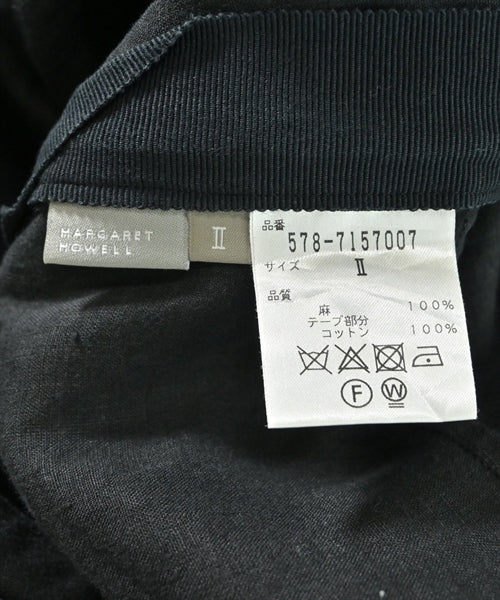 MARGARET
HOWELL
II
品番
578-7157007
サイズ II
品質
麻 100%
テープ部分
コットン 100%
F W